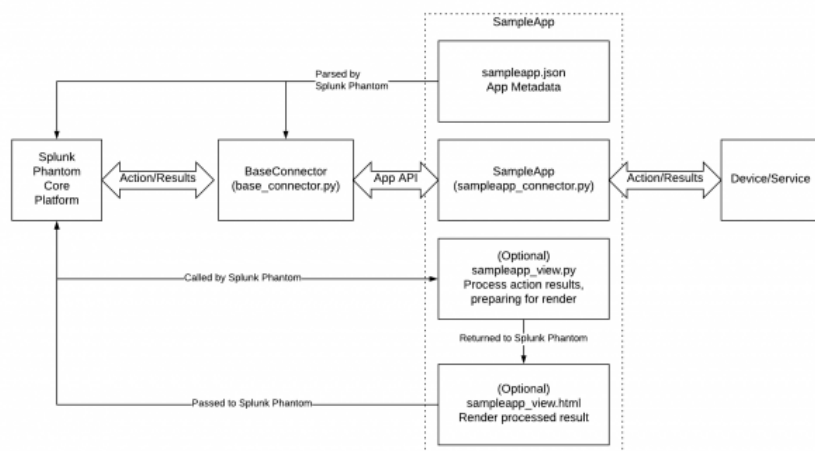 SampleApp
sampleapp.json
App Metadata
Parsed by
Splunk Phantom
Splunk
Phantom
Core
Platform
Action/Results
BaseConnector
(base_connector.py)
App API
SampleApp
(sampleapp_connector.py)
Action/Results
Device/Service
(Optional)
sampleapp_view.py
Process action results,
preparing for render
Called by Splunk Phantom
Returned to Splunk Phantom
(Optional)
sampleapp_view.html
Render processed result
Passed to Splunk Phantom